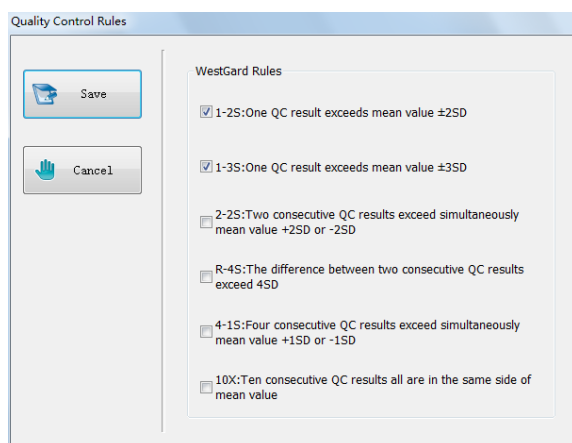 Quality Control Rules
Save
Cancel
WestGard Rules
1-2S:One QC result exceeds mean value ±2SD
1-3S:One QC result exceeds mean value ±3SD
2-2S:Two consecutive QC results exceed simultaneously
mean value +2SD or -2SD
R-4S:The difference between two consecutive QC results
exceed 4SD
4-1S:Four consecutive QC results exceed simultaneously
mean value +1SD or -1SD
10X:Ten consecutive QC results all are in the same side of
mean value